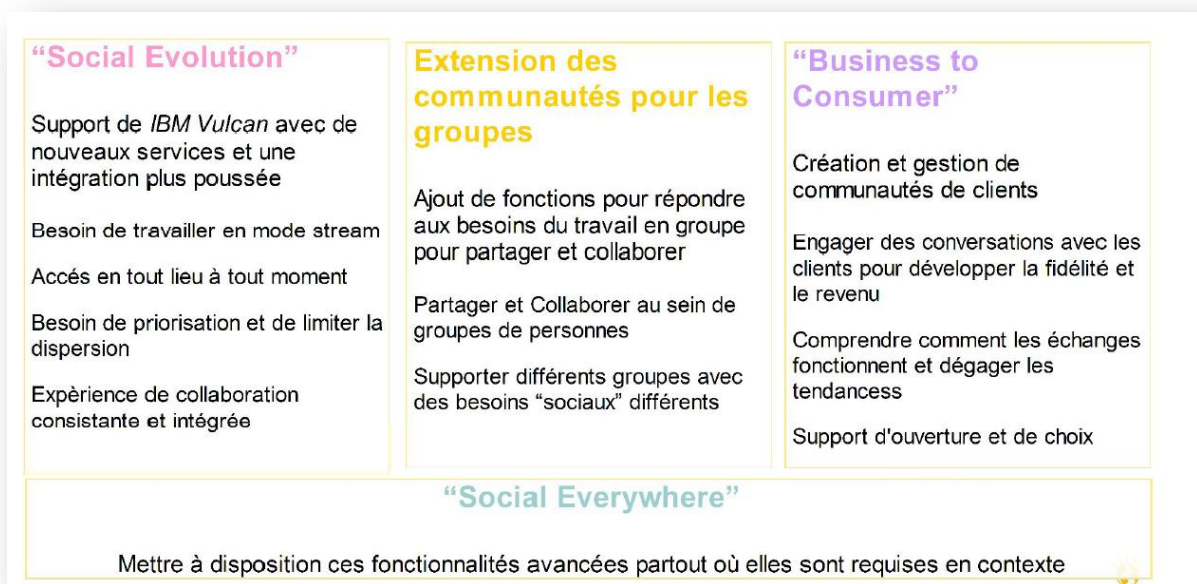 “Social Evolution”
Support de IBM Vulcan avec de
nouveaux services et une
intégration plus poussée
Besoin de travailler en mode stream
Accés en tout lieu à tout moment
Besoin de priorisation et de limiter la
dispersion
Expèrience de collaboration
consistante et intégrée
Extension des
communautés pour les
groupes
Ajout de fonctions pour répondre
aux besoins du travail en groupe
pour partager et collaborer
Partager et Collaborer au sein de
groupes de personnes
Supporter différents groupes avec
des besoins “sociaux” différents
“Business to
Consumer”
Création et gestion de
communautés de clients
Engager des conversations avec les
clients pour développer la fidélité et
le revenu
Comprendre comment les échanges
fonctionnent et dégager les
tendancess
Support d'ouverture et de choix
“Social Everywhere”
Mettre à disposition ces fonctionnalités avancées partout où elles sont requises en contexte